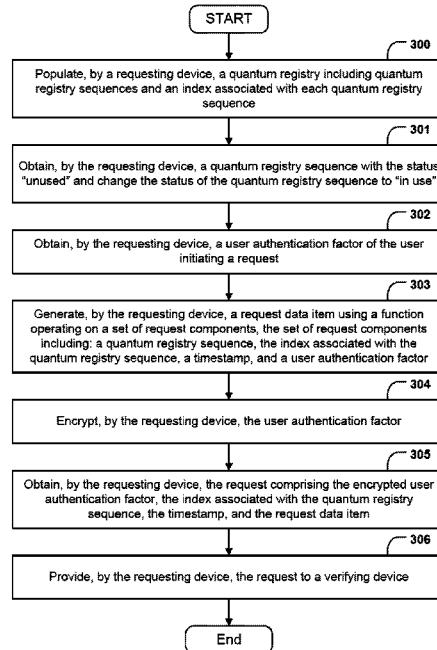 START
300
Populate, by a requesting device, a quantum registry including quantum
registry sequences and an index associated with each quantum registry
sequence
301
Obtain, by the requesting device, a quantum registry sequence with the status
"unused" and change the status of the quantum registry sequence to "in use"
302
Obtain, by the requesting device, a user authentication factor of the user
initiating a request
303
Generate, by the requesting device, a request data item using a function
operating on a set of request components, the set of request components
including: a quantum registry sequence, the index associated with the
quantum registry sequence, a timestamp, and a user authentication factor
304
Encrypt, by the requesting device, the user authentication factor
305
Obtain, by the requesting device, the request comprising the encrypted user
authentication factor, the index associated with the quantum registry
sequence, the timestamp, and the request data item
306
Provide, by the requesting device, the request to a verifying device
End